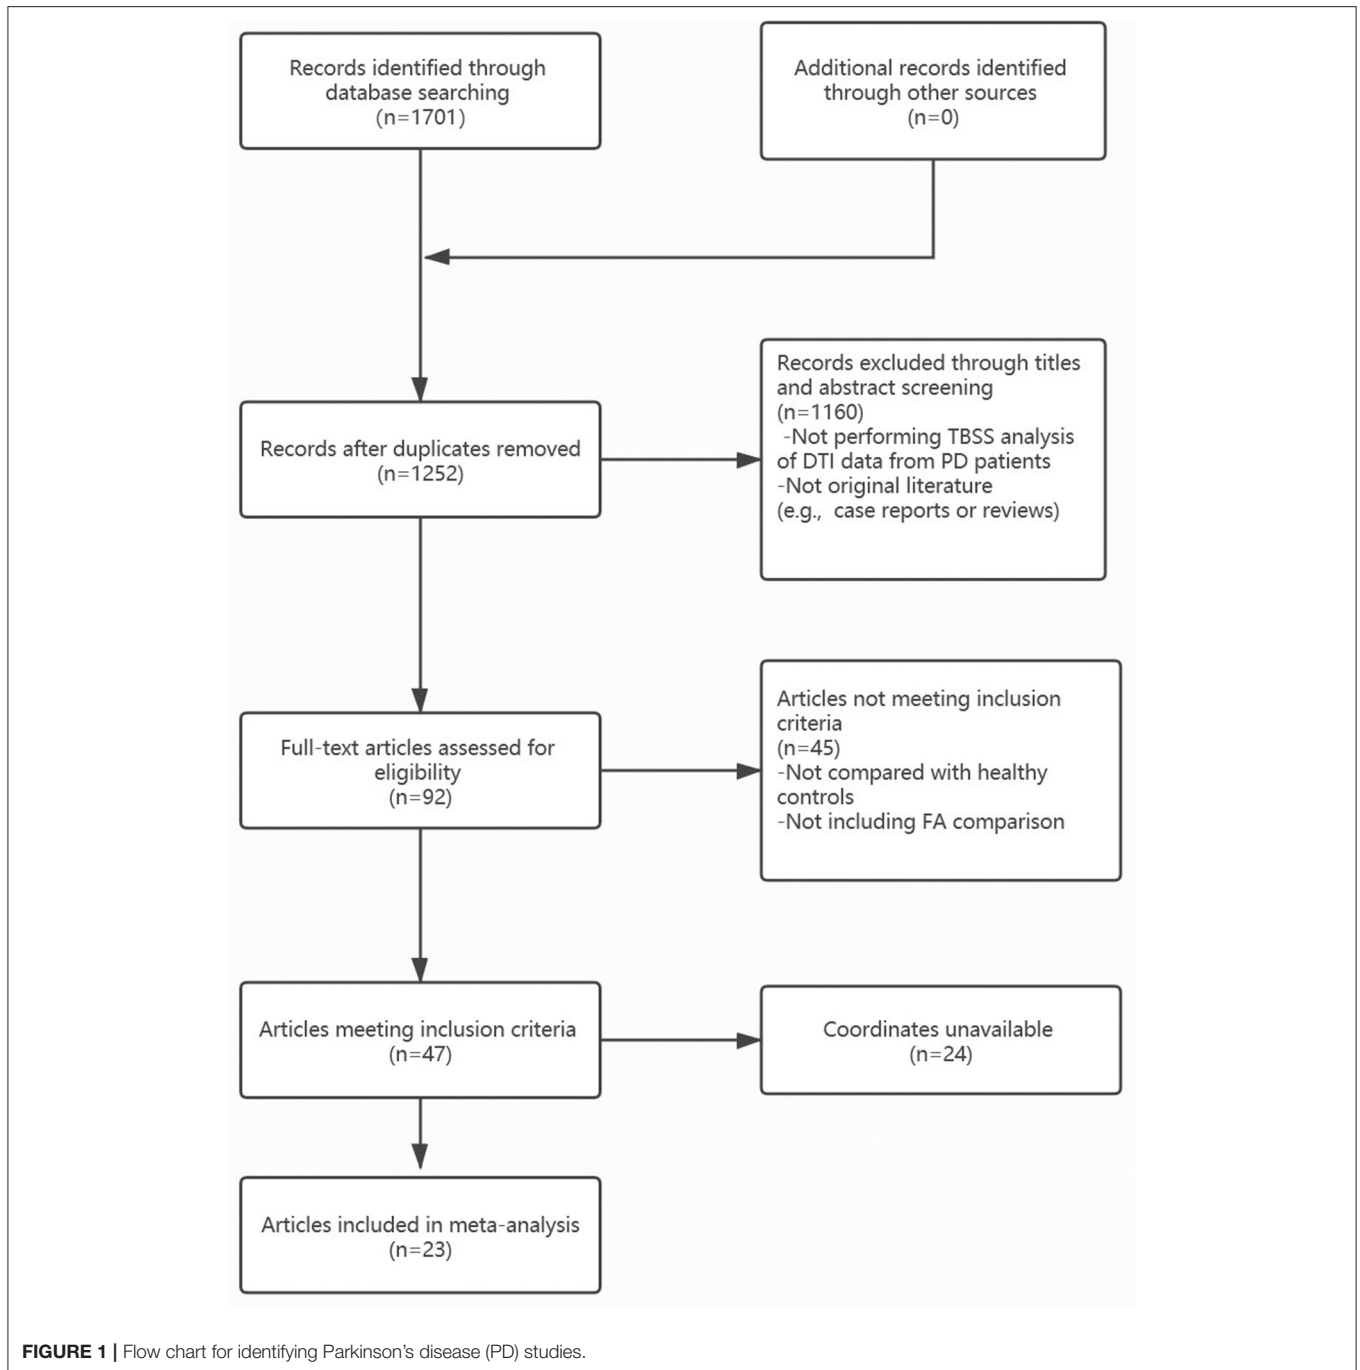 Records identified through
database searching
(n=1701)
Additional records identified
through other sources
(n=0)
Records after duplicates removed
(n=1252)
Records excluded through titles
and abstract screening
(n=1160)
-Not performing TBSS analysis
of DTI data from PD patients
-Not original literature
(e.g., case reports or reviews)
Full-text articles assessed for
eligibility
(n=92)
Articles not meeting inclusion
criteria
(n=45)
-Not compared with healthy
controls
-Not including FA comparison
Articles meeting inclusion criteria
(n=47)
Coordinates unavailable
(n=24)
Articles included in meta-analysis
(n=23)
FIGURE 1 | Flow chart for identifying Parkinson's disease (PD) studies.